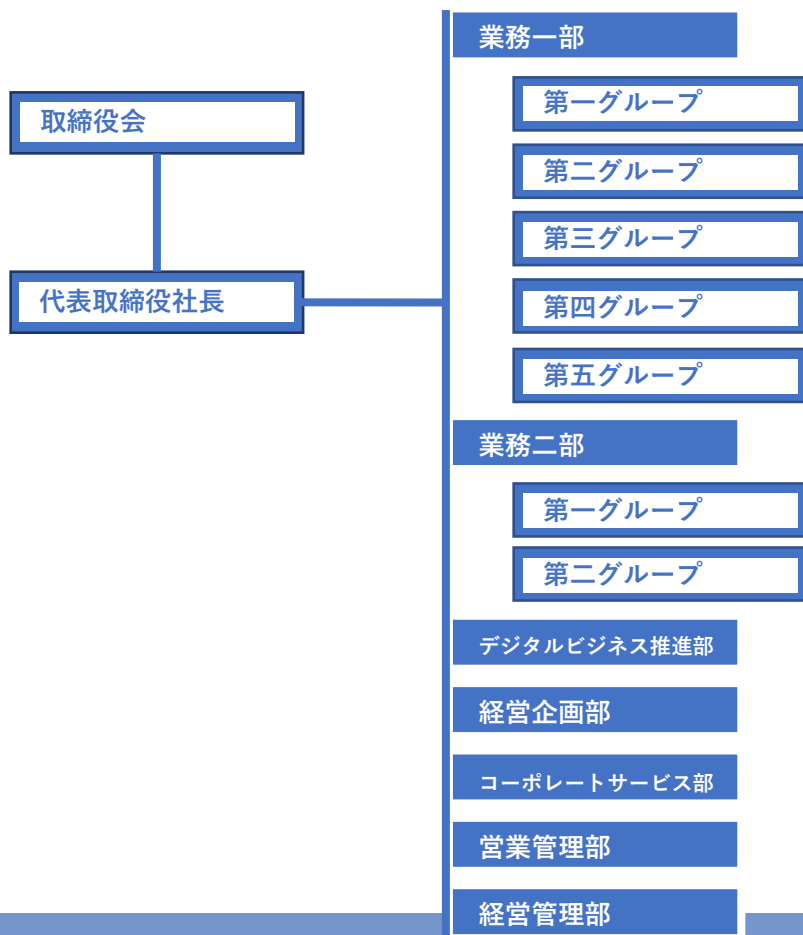 取締役会
代表取締役社長
業務一部
第一グループ
第二グループ
第三グループ
第四グループ
第五グループ
業務二部
第一グループ
第二グループ
デジタルビジネス推進部
経営企画部
コーポレートサービス部
営業管理部
経営管理部